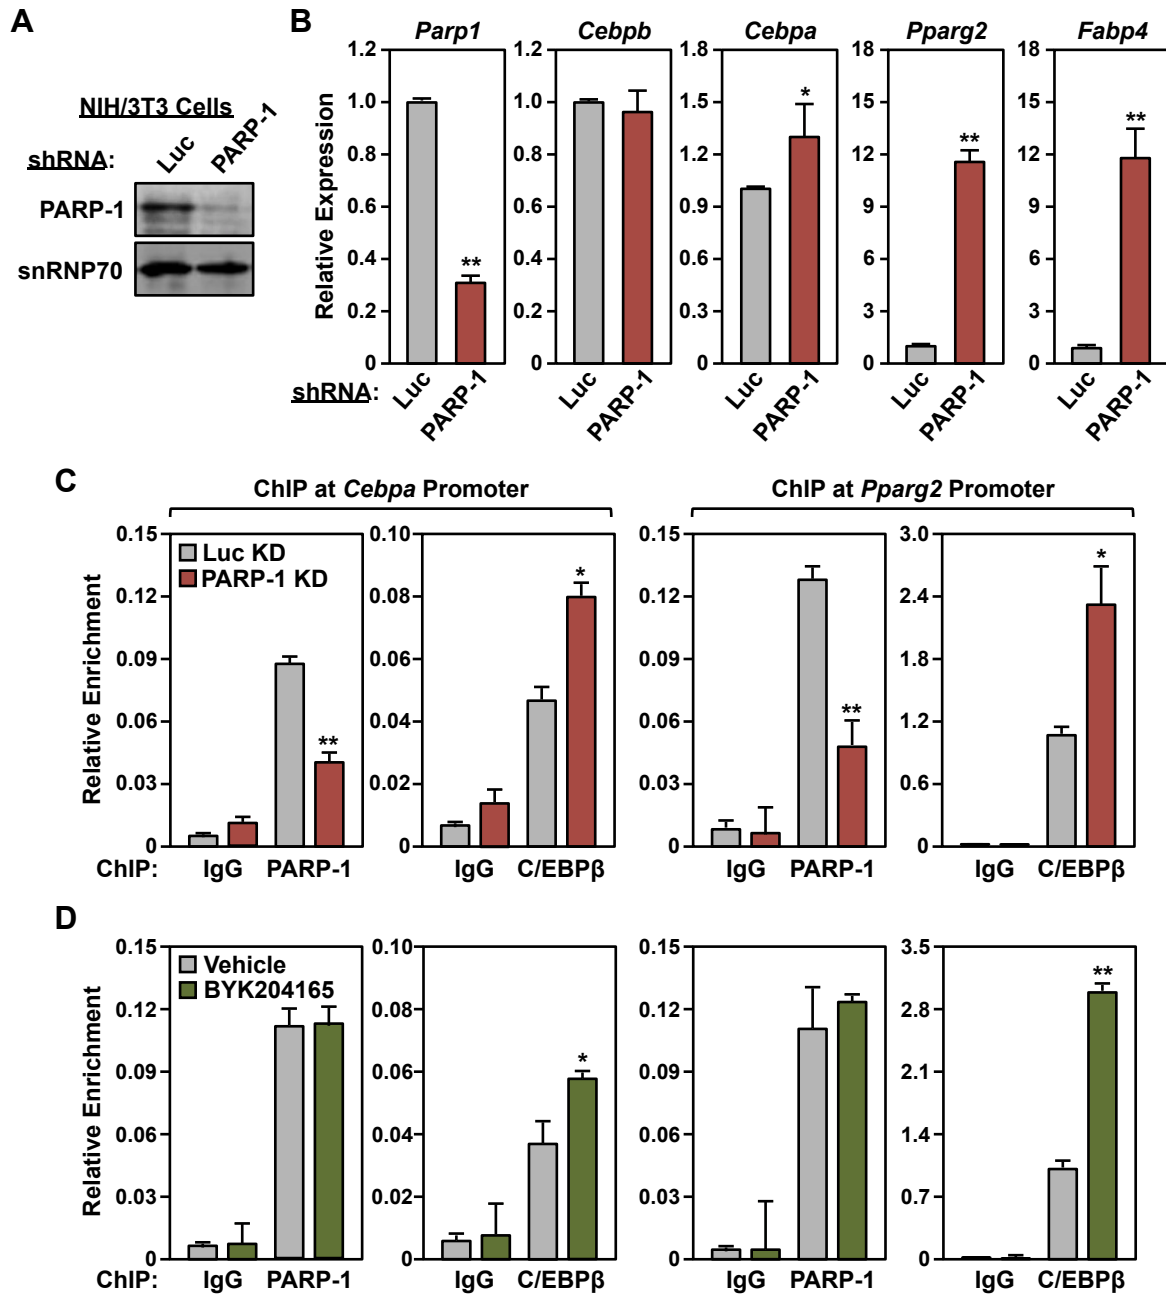 A
NIH/3T3 Cells
shRNA: Luc PARP-1
PARP-1
snRNP70
B
Parp1 Cebpb Cebpa Pparg2 Fabp4
Relative Expression
1.2 1.0 0.8 0.6 0.4 0.2 0
**
1.2 1.0 0.8 0.6 0.4 0.2 0
1.8 1.5 1.2 0.9 0.6 0.3 0
*
18 15 12 9 6 3 0
**
18 15 12 9 6 3 0
**
shRNA: Luc PARP-1 Luc PARP-1 Luc PARP-1 Luc PARP-1 Luc PARP-1
C
ChIP at Cebpa Promoter
ChIP at Pparg2 Promoter
Relative Enrichment
0.15 0.12 0.09 0.06 0.03 0
Luc KD
PARP-1 KD
**
0.10 0.08 0.06 0.04 0.02 0
*
0.15 0.12 0.09 0.06 0.03 0
**
3.0 2.4 1.8 1.2 0.6 0
*
ChIP: IgG PARP-1 IgG C/EBPβ IgG PARP-1 IgG C/EBPβ
D
Relative Enrichment
0.15 0.12 0.09 0.06 0.03 0
Vehicle
BYK204165
0.10 0.08 0.06 0.04 0.02 0
*
0.15 0.12 0.09 0.06 0.03 0
3.5 2.8 2.1 1.4 0.7 0
**
ChIP: IgG PARP-1 IgG C/EBPβ IgG PARP-1 IgG C/EBPβ